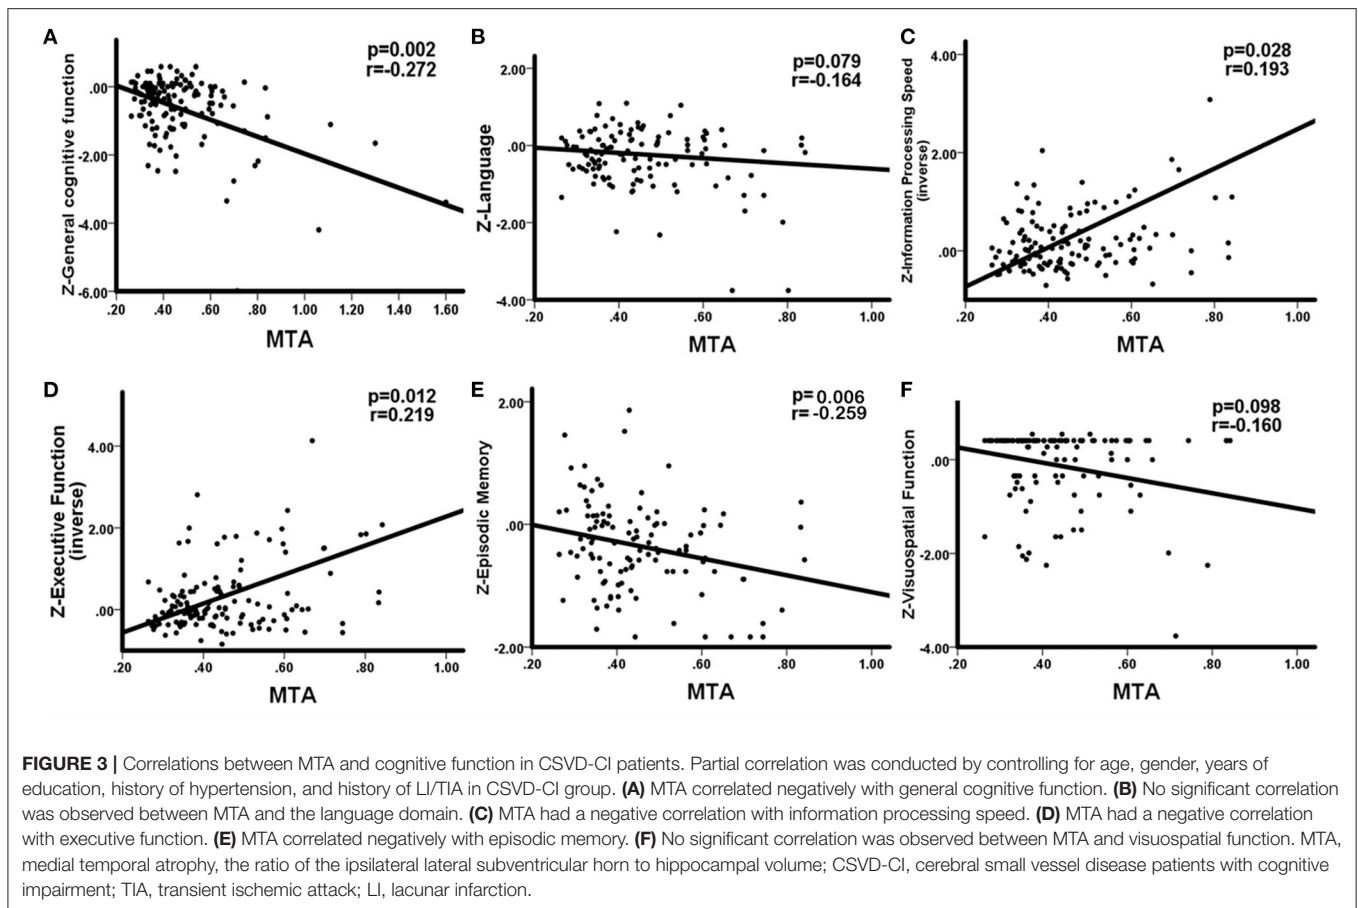 A
p=0.002
r=-0.272
Z-General cognitive function
.00
-2.00
-4.00
-6.00
.20 .40 .60 .80 1.00 1.20 1.40 1.60
MTA
B
p=0.079
r=-0.164
Z-Language
2.00
.00
-2.00
-4.00
.20 .40 .60 .80 1.00
MTA
C
p=0.028
r=0.193
Z-Information Processing Speed
(inverse)
4.00
2.00
.00
.20 .40 .60 .80 1.00
MTA
D
p=0.012
r=0.219
Z-Executive Function
(inverse)
4.00
2.00
.00
.20 .40 .60 .80 1.00
MTA
E
p= 0.006
r= -0.259
Z-Episodic Memory
2.00
.00
-2.00
.20 .40 .60 .80 1.00
MTA
F
p=0.098
r=-0.160
Z-Visuospatial Function
.00
-2.00
-4.00
.20 .40 .60 .80 1.00
MTA
FIGURE 3 | Correlations between MTA and cognitive function in CSVD-CI patients. Partial correlation was conducted by controlling for age, gender, years of
education, history of hypertension, and history of LI/TIA in CSVD-CI group. (A) MTA correlated negatively with general cognitive function. (B) No significant correlation
was observed between MTA and the language domain. (C) MTA had a negative correlation with information processing speed. (D) MTA had a negative correlation
with executive function. (E) MTA correlated negatively with episodic memory. (F) No significant correlation was observed between MTA and visuospatial function. MTA,
medial temporal atrophy, the ratio of the ipsilateral lateral subventricular horn to hippocampal volume; CSVD-CI, cerebral small vessel disease patients with cognitive
impairment; TIA, transient ischemic attack; LI, lacunar infarction.